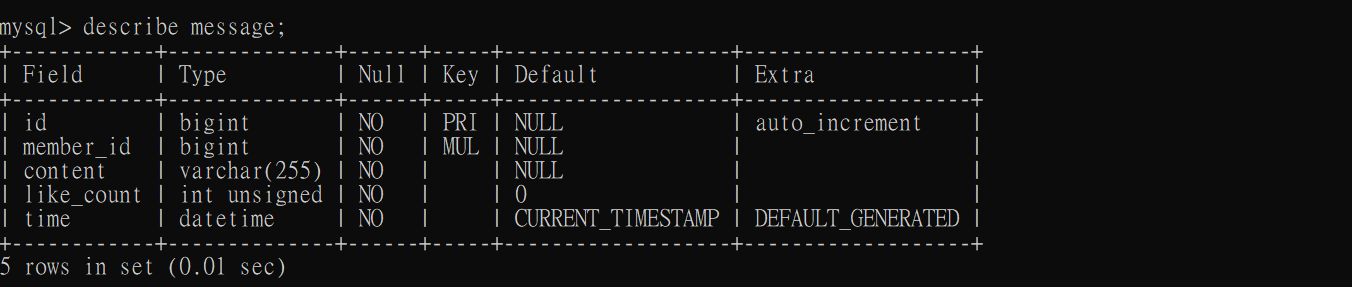 mysql> describe message;
+------------+--------------+------+-----+-------------------+-------------------+
| Field      | Type         | Null | Key | Default           | Extra             |
+------------+--------------+------+-----+-------------------+-------------------+
| id         | bigint       | NO   | PRI | NULL              | auto_increment    |
| member_id  | bigint       | NO   | MUL | NULL              |                   |
| content    | varchar(255) | NO   |     | NULL              |                   |
| like_count | int unsigned | NO   |     | 0                 |                   |
| time       | datetime     | NO   |     | CURRENT_TIMESTAMP | DEFAULT_GENERATED |
+------------+--------------+------+-----+-------------------+-------------------+
5 rows in set (0.01 sec)